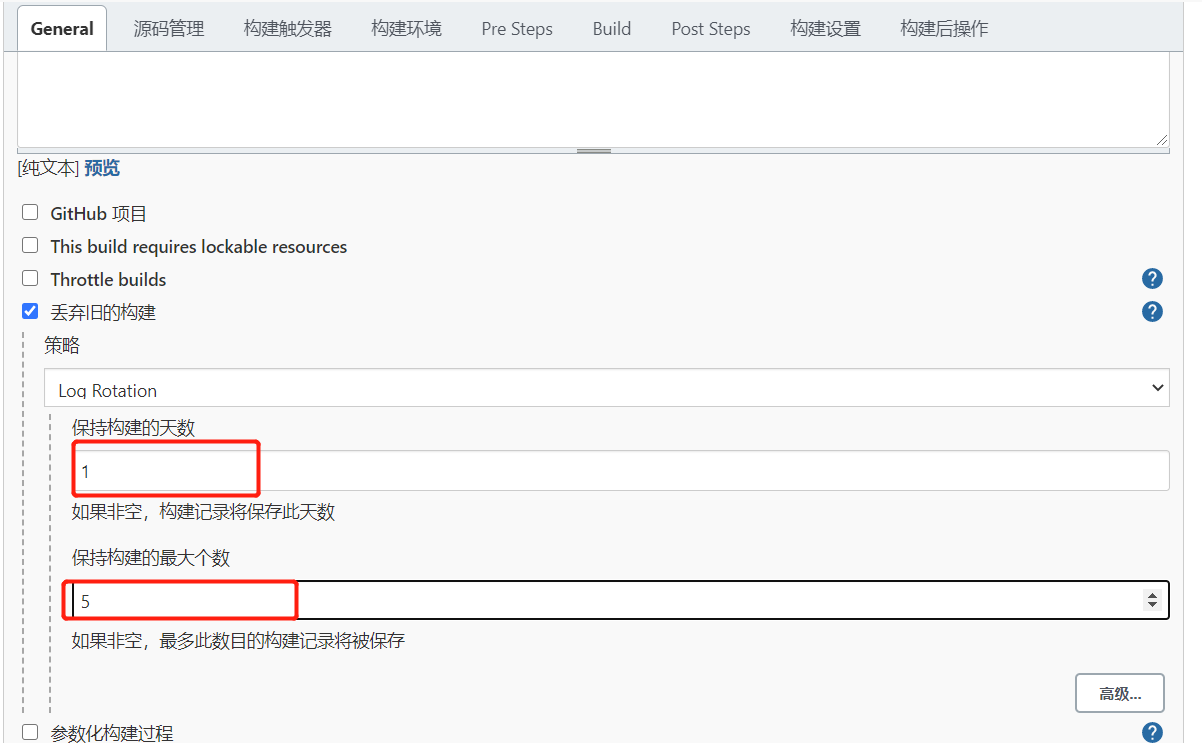 General 源码管理 构建触发器 构建环境 Pre Steps Build Post Steps 构建设置 构建后操作
[纯文本] 预览
GitHub 项目
This build requires lockable resources
Throttle builds ?
丢弃旧的构建 ?
策略
Log Rotation
保持构建的天数
1
如果非空，构建记录将保存此天数
保持构建的最大个数
5
如果非空，最多此数目的构建记录将被保存
高级...
参数化构建过程 ?